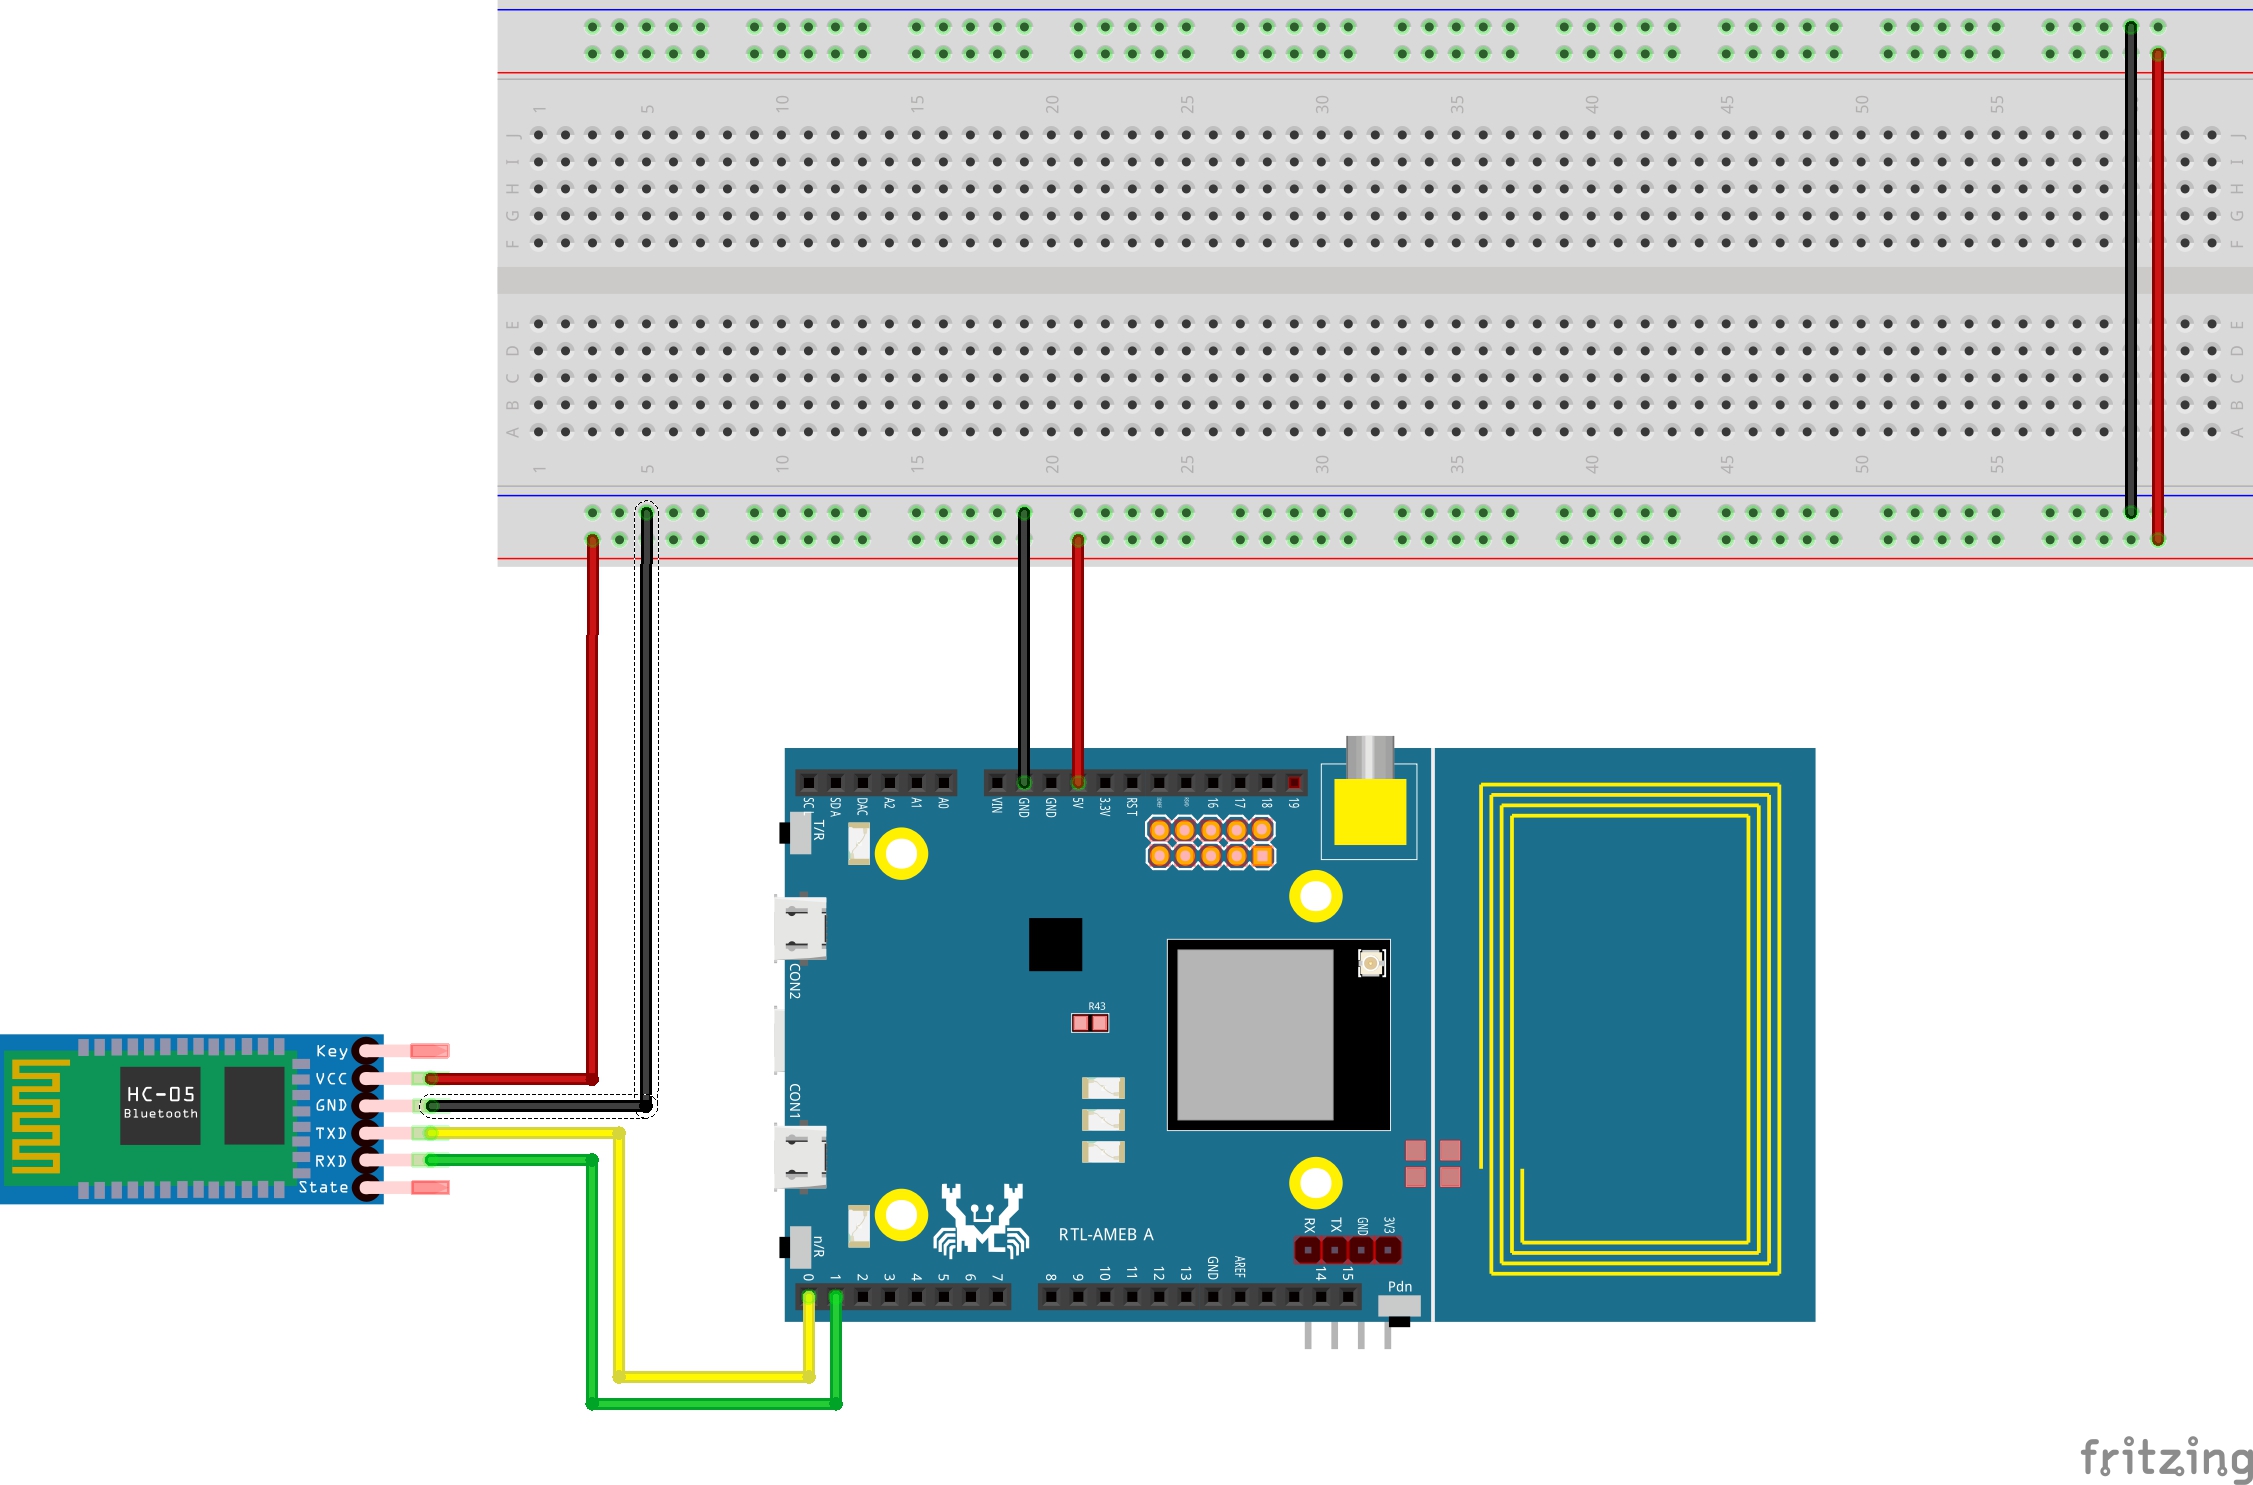 1 5 10 15 20 25 30 35 40 45 50 55
J J
I I
H H
G G
F F
E E
D D
C C
B B
A A
1 5 10 15 20 25 30 35 40 45 50 55
SCL SDA DAC A2 A1 A0 VIN GND GND 5V 3.3V RST 16 17 18 19
T/R
CON2
R43
Key
VCC
HC-05
Bluetooth
GND
TXD
RXD
State
CON1
RTL-AMEB A
RX TX GND 3V3
n/R
0 1 2 3 4 5 6 7 8 9 10 11 12 13 GND AREF 14 15
Pdn
fritzing